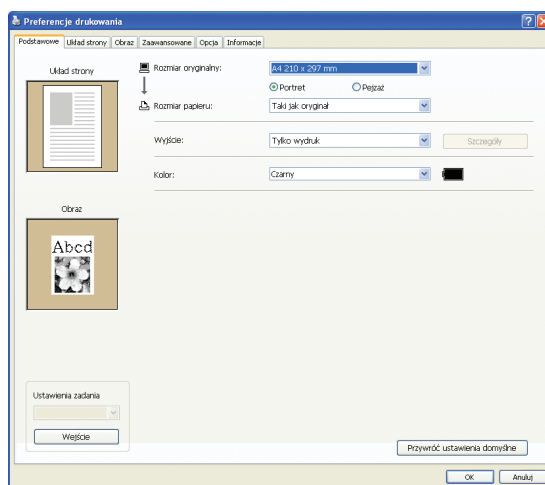 Preferencje drukowania
Podstawowe Układ strony Obraz Zaawansowane Opcja Informacje
Układ strony
Rozmiar oryginalny: A4 210 x 297 mm
Portret Pejzaż
Rozmiar papieru: Taki jak oryginał
Wyjście: Tylko wydruk Szczegóły
Kolor: Czarny
Obraz
Abcd
Ustawienia zadania
Wejście
Przywróć ustawienia domyślne
OK Anuluj